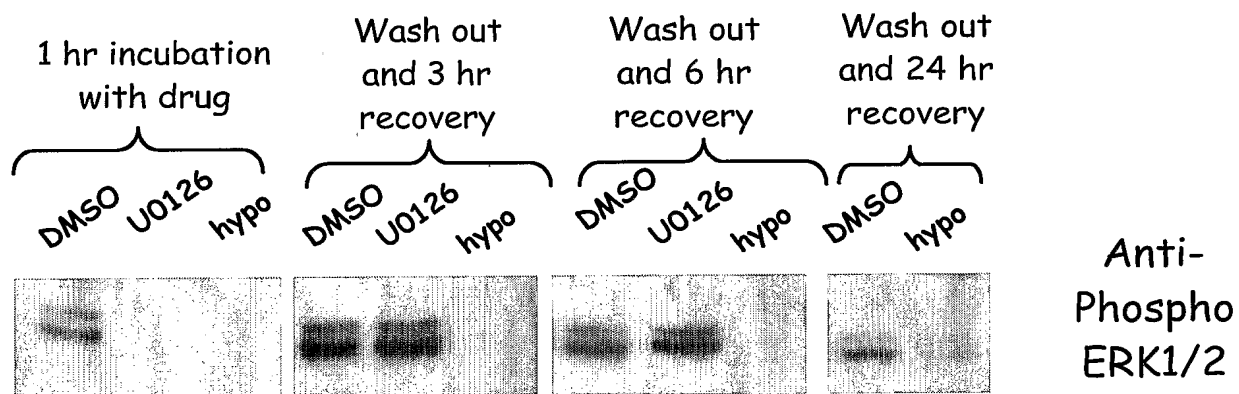 1 hr incubation
with drug
Wash out
and 3 hr
recovery
Wash out
and 6 hr
recovery
Wash out
and 24 hr
recovery
DMSO
U0126
hypo
DMSO
U0126
hypo
DMSO
U0126
hypo
DMSO
hypo
Anti-
Phospho
ERK1/2